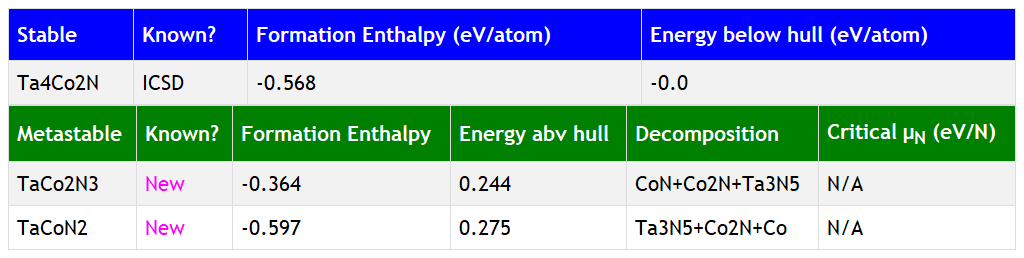 Stable Known? Formation Enthalpy (eV/atom) Energy below hull (eV/atom)
Ta4Co2N ICSD -0.568 -0.0
Metastable Known? Formation Enthalpy Energy abv hull Decomposition Critical μN (eV/N)
TaCo2N3 New -0.364 0.244 CoN+Co2N+Ta3N5 N/A
TaCoN2 New -0.597 0.275 Ta3N5+Co2N+Co N/A